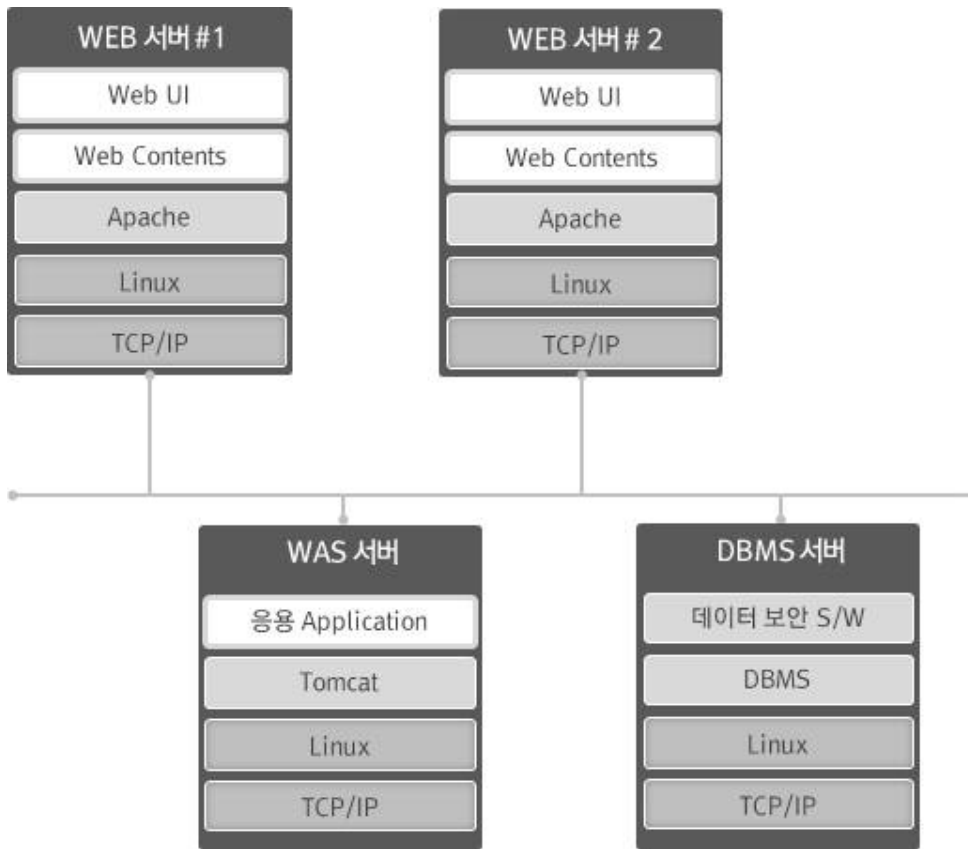 WEB 서버 #1
Web UI
Web Contents
Apache
Linux
TCP/IP
WEB 서버 # 2
Web UI
Web Contents
Apache
Linux
TCP/IP
WAS 서버
응용 Application
Tomcat
Linux
TCP/IP
DBMS 서버
데이터 보안 S/W
DBMS
Linux
TCP/IP